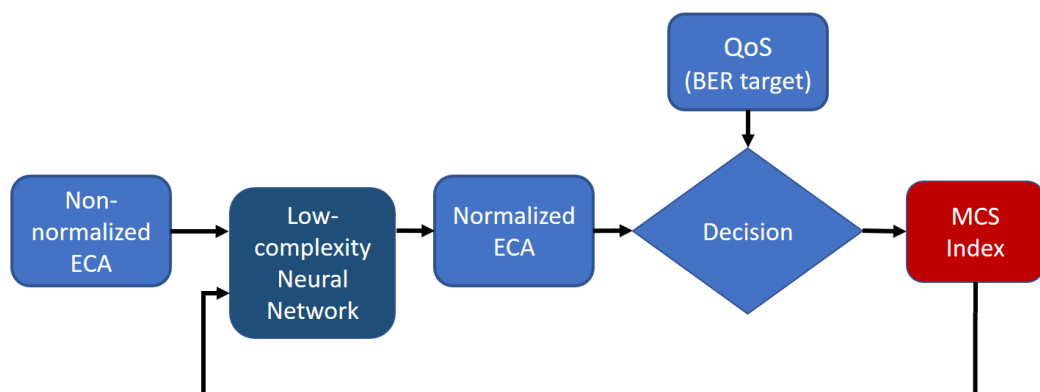 QoS
(BER target)
Non-
normalized
ECA
Low-
complexity
Neural
Network
Normalized
ECA
Decision
MCS
Index